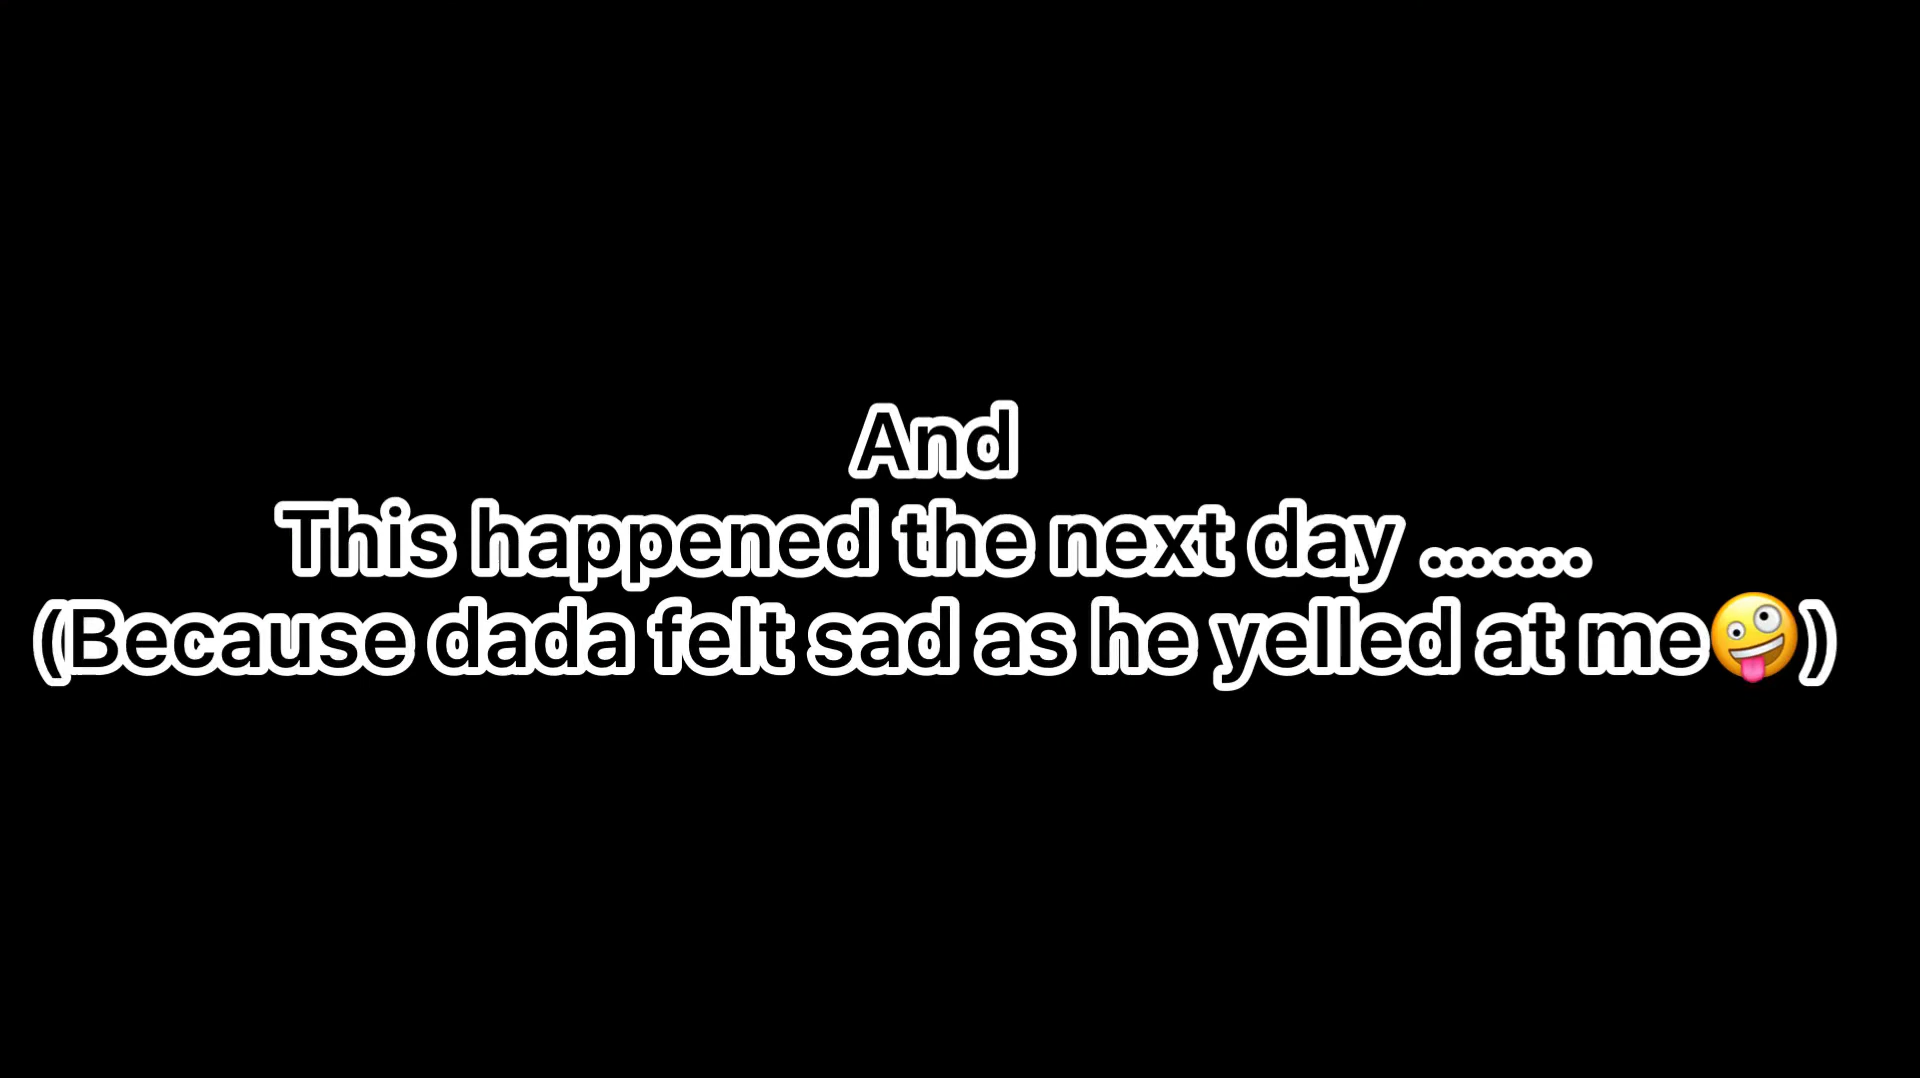 And
This happened the next day .......
(Because dada felt sad as he yelled at me🤪)